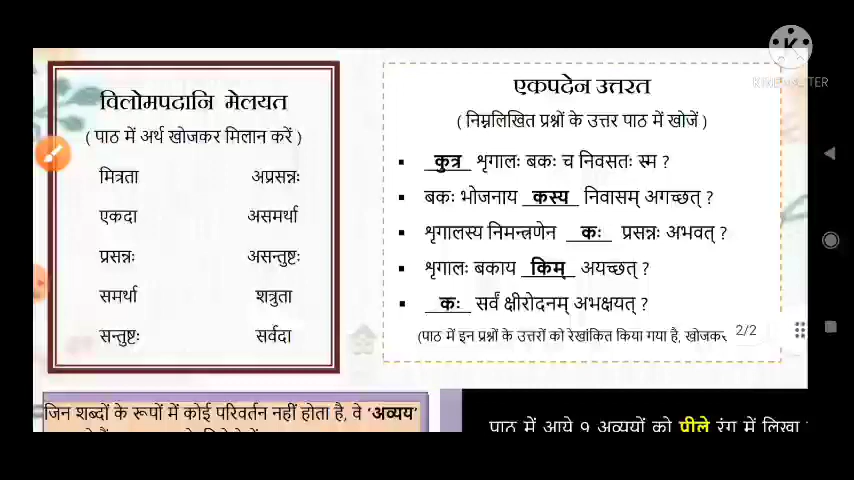 विलोमपदानि मेलयत
( पाठ में अर्थ खोजकर मिलान करें )
मित्रता अप्रसन्नः
एकदा असमर्था
प्रसन्नः असन्तुष्टः
समर्था शत्रुता
सन्तुष्टः सर्वदा
एकपदेन उत्तरत
( निम्नलिखित प्रश्नों के उत्तर पाठ में खोजें )
▪ कुत्र शृगालः बकः च निवसतः स्म ?
▪ बकः भोजनाय कस्य निवासम् अगच्छत् ?
▪ शृगालस्य निमन्त्रणेन कः प्रसन्नः अभवत् ?
▪ शृगालः बकाय किम् अयच्छत् ?
▪ कः सर्वं क्षीरोदनम् अभक्षयत् ?
(पाठ में इन प्रश्नों के उत्तरों को रेखांकित किया गया है, खोजकर
2/2
जिन शब्दों के रूपों में कोई परिवर्तन नहीं होता है, वे ‘अव्यय’
पाठ में आये 9 अव्ययों को पीले रंग में लिखा
K
KINEMASTER